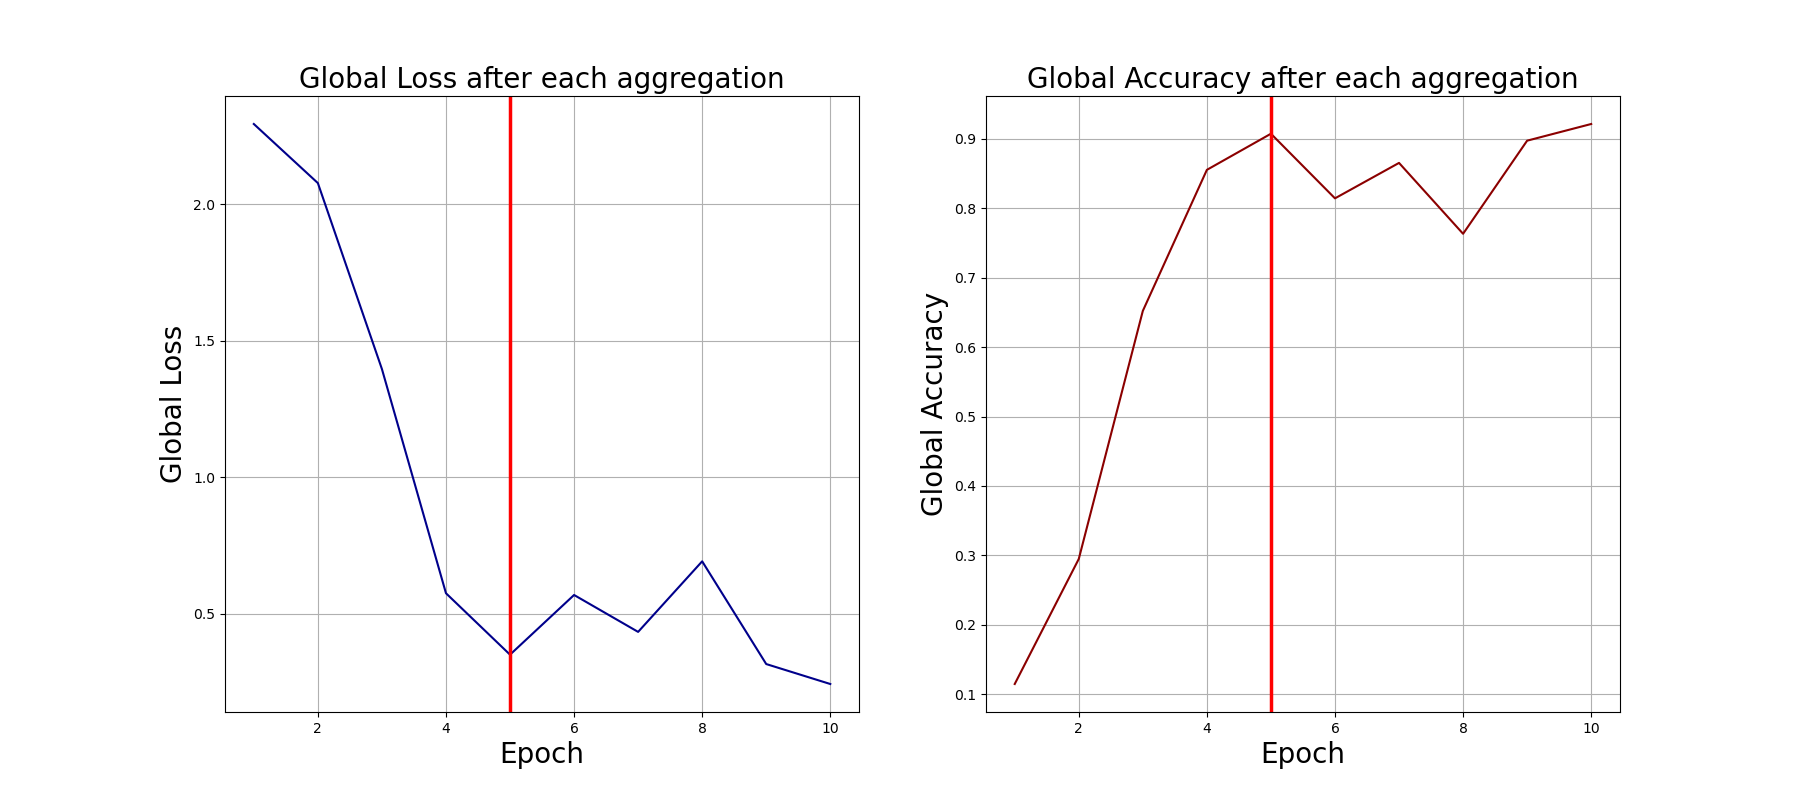 Global Loss after each aggregation
Global Loss
2.0
1.5
1.0
0.5
2 4 6 8 10
Epoch
Global Accuracy after each aggregation
Global Accuracy
0.9
0.8
0.7
0.6
0.5
0.4
0.3
0.2
0.1
2 4 6 8 10
Epoch